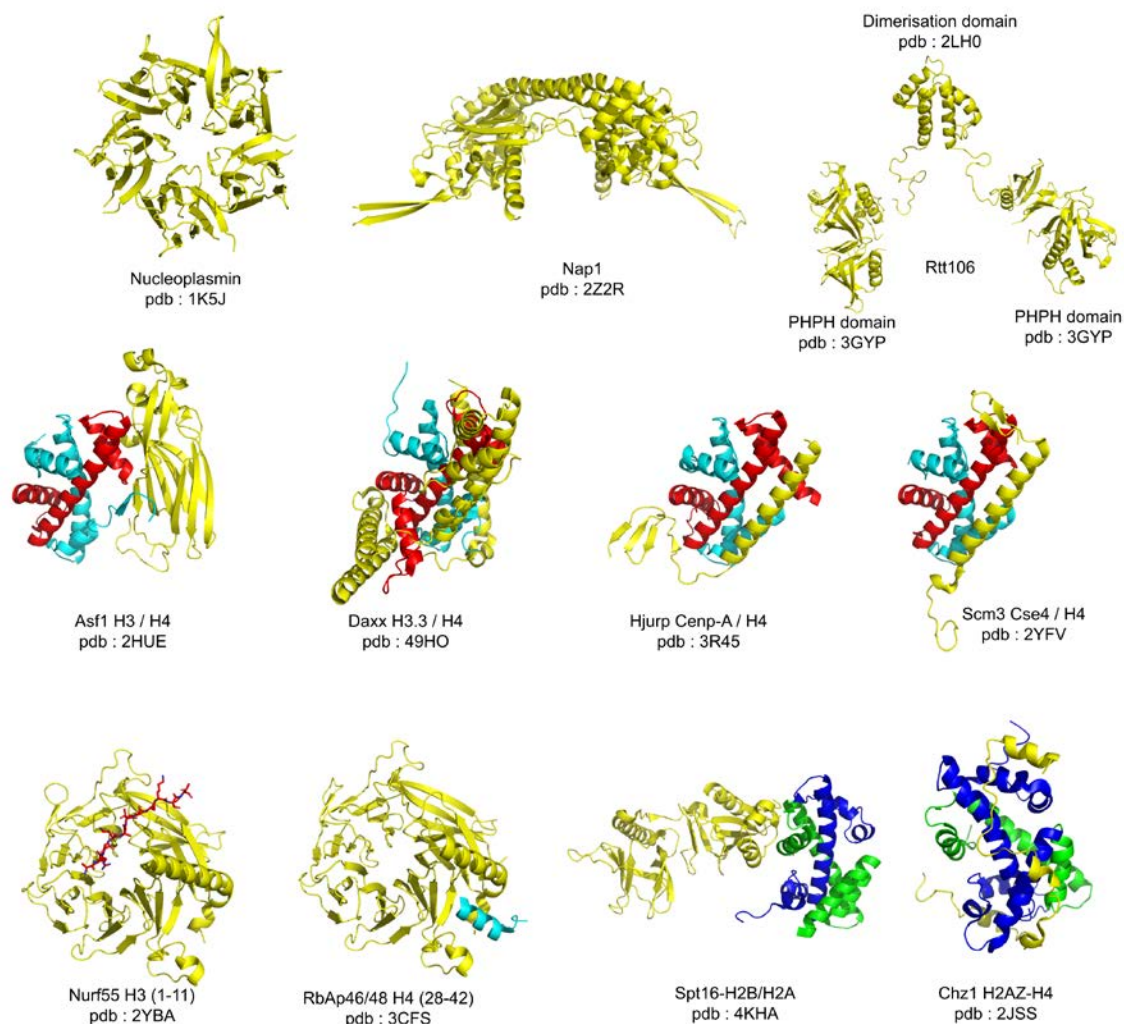 Dimerisation domain
pdb : 2LH0
Nucleoplasmin
pdb : 1K5J
Nap1
pdb : 2Z2R
Rtt106
PHPH domain
pdb : 3GYP
PHPH domain
pdb : 3GYP
Asf1 H3 / H4
pdb : 2HUE
Daxx H3.3 / H4
pdb : 49HO
Hjurp Cenp-A / H4
pdb : 3R45
Scm3 Cse4 / H4
pdb : 2YFV
Nurf55 H3 (1-11)
pdb : 2YBA
RbAp46/48 H4 (28-42)
pdb : 3CFS
Spt16-H2B/H2A
pdb : 4KHA
Chz1 H2AZ-H4
pdb : 2JSS